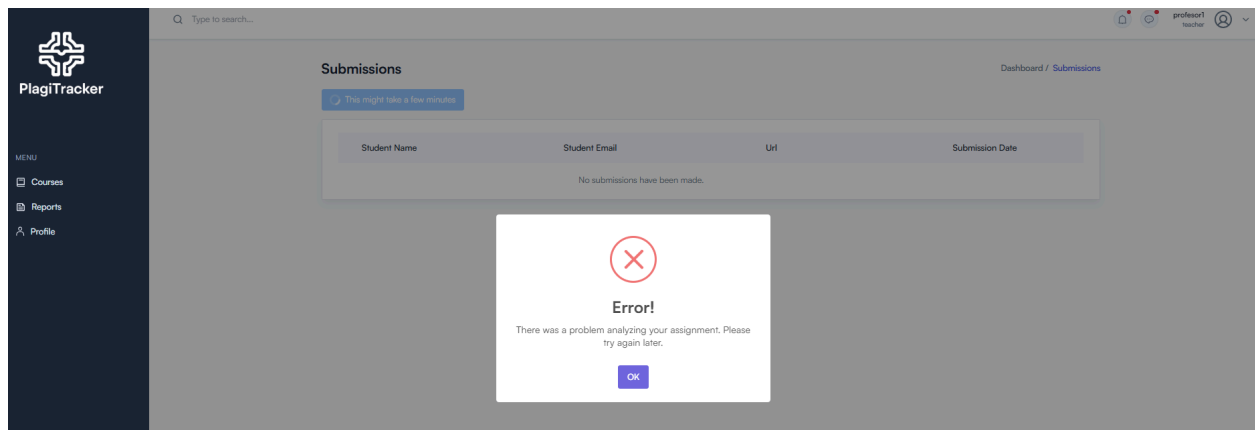 PlagiTracker
MENU
Courses
Reports
Profile
Type to search...
profesor1
teacher
Submissions
Dashboard / Submissions
This might take a few minutes
Student Name Student Email Url Submission Date
No submissions have been made.
Error!
There was a problem analyzing your assignment. Please
try again later.
OK